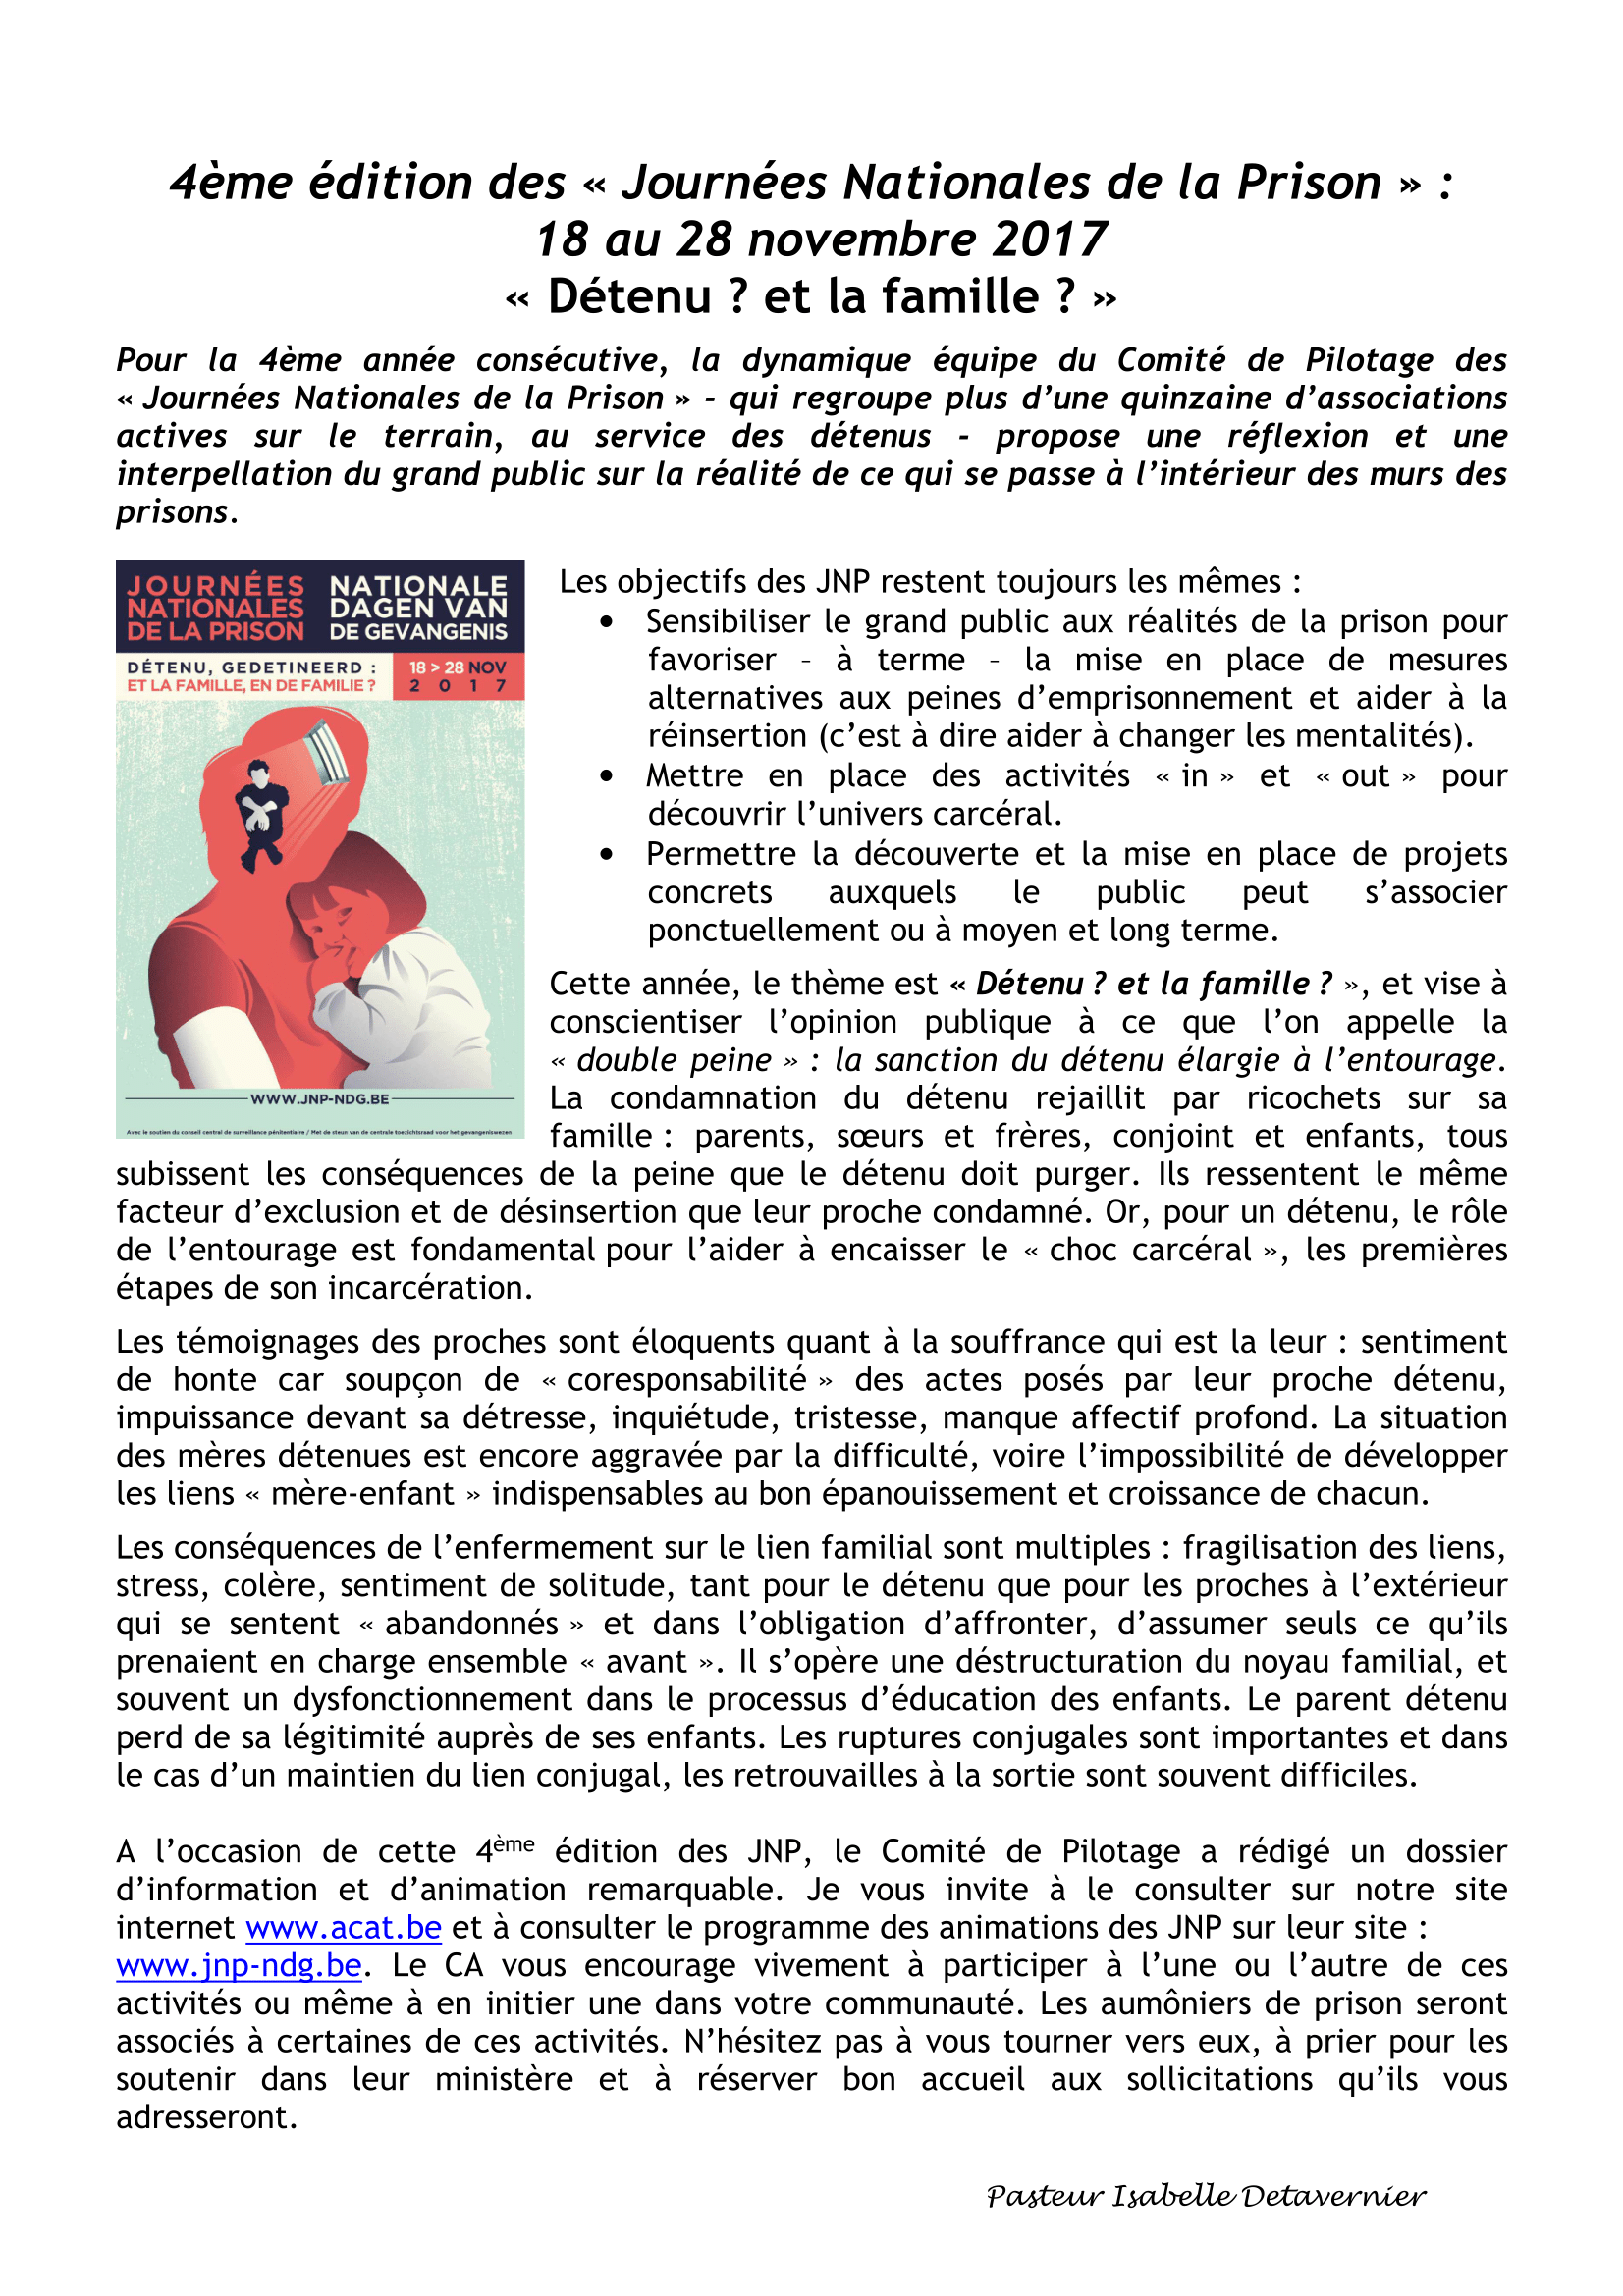 4ème édition des « Journées Nationales de la Prison » :
18 au 28 novembre 2017
« Détenu ? et la famille ? »
Pour la 4ème année consécutive, la dynamique équipe du Comité de Pilotage des
« Journées Nationales de la Prison » - qui regroupe plus d’une quinzaine d’associations
actives sur le terrain, au service des détenus - propose une réflexion et une
interpellation du grand public sur la réalité de ce qui se passe à l’intérieur des murs des
prisons.
JOURNÉES
NATIONALES
DE LA PRISON
NATIONALE
DAGEN VAN
DE GEVANGENIS
DÉTENU, GEDETINEERD :
ET LA FAMILLE, EN DE FAMILIE ?
18 > 28 NOV
2 0 1 7
WWW.JNP-NDG.BE
Avec le soutien du conseil central de surveillance pénitentiaire / Met de steun van de centrale toezichtsraad voor het gevangeniswezen
Les objectifs des JNP restent toujours les mêmes :
• Sensibiliser le grand public aux réalités de la prison pour
favoriser – à terme – la mise en place de mesures
alternatives aux peines d’emprisonnement et aider à la
réinsertion (c’est à dire aider à changer les mentalités).
• Mettre en place des activités « in » et « out » pour
découvrir l’univers carcéral.
• Permettre la découverte et la mise en place de projets
concrets auxquels le public peut s’associer
ponctuellement ou à moyen et long terme.
Cette année, le thème est « Détenu ? et la famille ? », et vise à
conscientiser l’opinion publique à ce que l’on appelle la
« double peine » : la sanction du détenu élargie à l’entourage.
La condamnation du détenu rejaillit par ricochets sur sa
famille : parents, sœurs et frères, conjoint et enfants, tous
subissent les conséquences de la peine que le détenu doit purger. Ils ressentent le même
facteur d’exclusion et de désinsertion que leur proche condamné. Or, pour un détenu, le rôle
de l’entourage est fondamental pour l’aider à encaisser le « choc carcéral », les premières
étapes de son incarcération.
Les témoignages des proches sont éloquents quant à la souffrance qui est la leur : sentiment
de honte car soupçon de « coresponsabilité » des actes posés par leur proche détenu,
impuissance devant sa détresse, inquiétude, tristesse, manque affectif profond. La situation
des mères détenues est encore aggravée par la difficulté, voire l’impossibilité de développer
les liens « mère-enfant » indispensables au bon épanouissement et croissance de chacun.
Les conséquences de l’enfermement sur le lien familial sont multiples : fragilisation des liens,
stress, colère, sentiment de solitude, tant pour le détenu que pour les proches à l’extérieur
qui se sentent « abandonnés » et dans l’obligation d’affronter, d’assumer seuls ce qu’ils
prenaient en charge ensemble « avant ». Il s’opère une déstructuration du noyau familial, et
souvent un dysfonctionnement dans le processus d’éducation des enfants. Le parent détenu
perd de sa légitimité auprès de ses enfants. Les ruptures conjugales sont importantes et dans
le cas d’un maintien du lien conjugal, les retrouvailles à la sortie sont souvent difficiles.
A l’occasion de cette 4ème édition des JNP, le Comité de Pilotage a rédigé un dossier
d’information et d’animation remarquable. Je vous invite à le consulter sur notre site
internet www.acat.be et à consulter le programme des animations des JNP sur leur site :
www.jnp-ndg.be. Le CA vous encourage vivement à participer à l’une ou l’autre de ces
activités ou même à en initier une dans votre communauté. Les aumôniers de prison seront
associés à certaines de ces activités. N’hésitez pas à vous tourner vers eux, à prier pour les
soutenir dans leur ministère et à réserver bon accueil aux sollicitations qu’ils vous
adresseront.
Pasteur Isabelle Detavernier